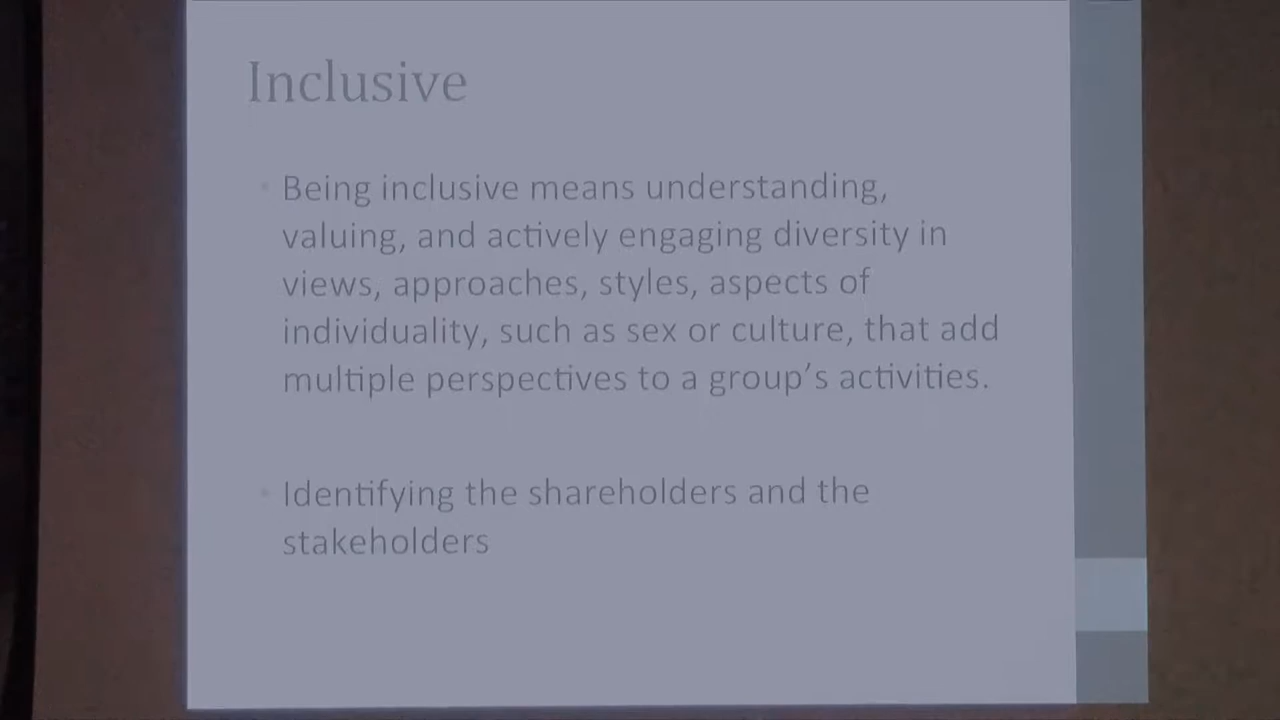 Inclusive
Being inclusive means understanding,
valuing, and actively engaging diversity in
views, approaches, styles, aspects of
individuality, such as sex or culture, that add
multiple perspectives to a group's activities.
Identifying the shareholders and the
stakeholders